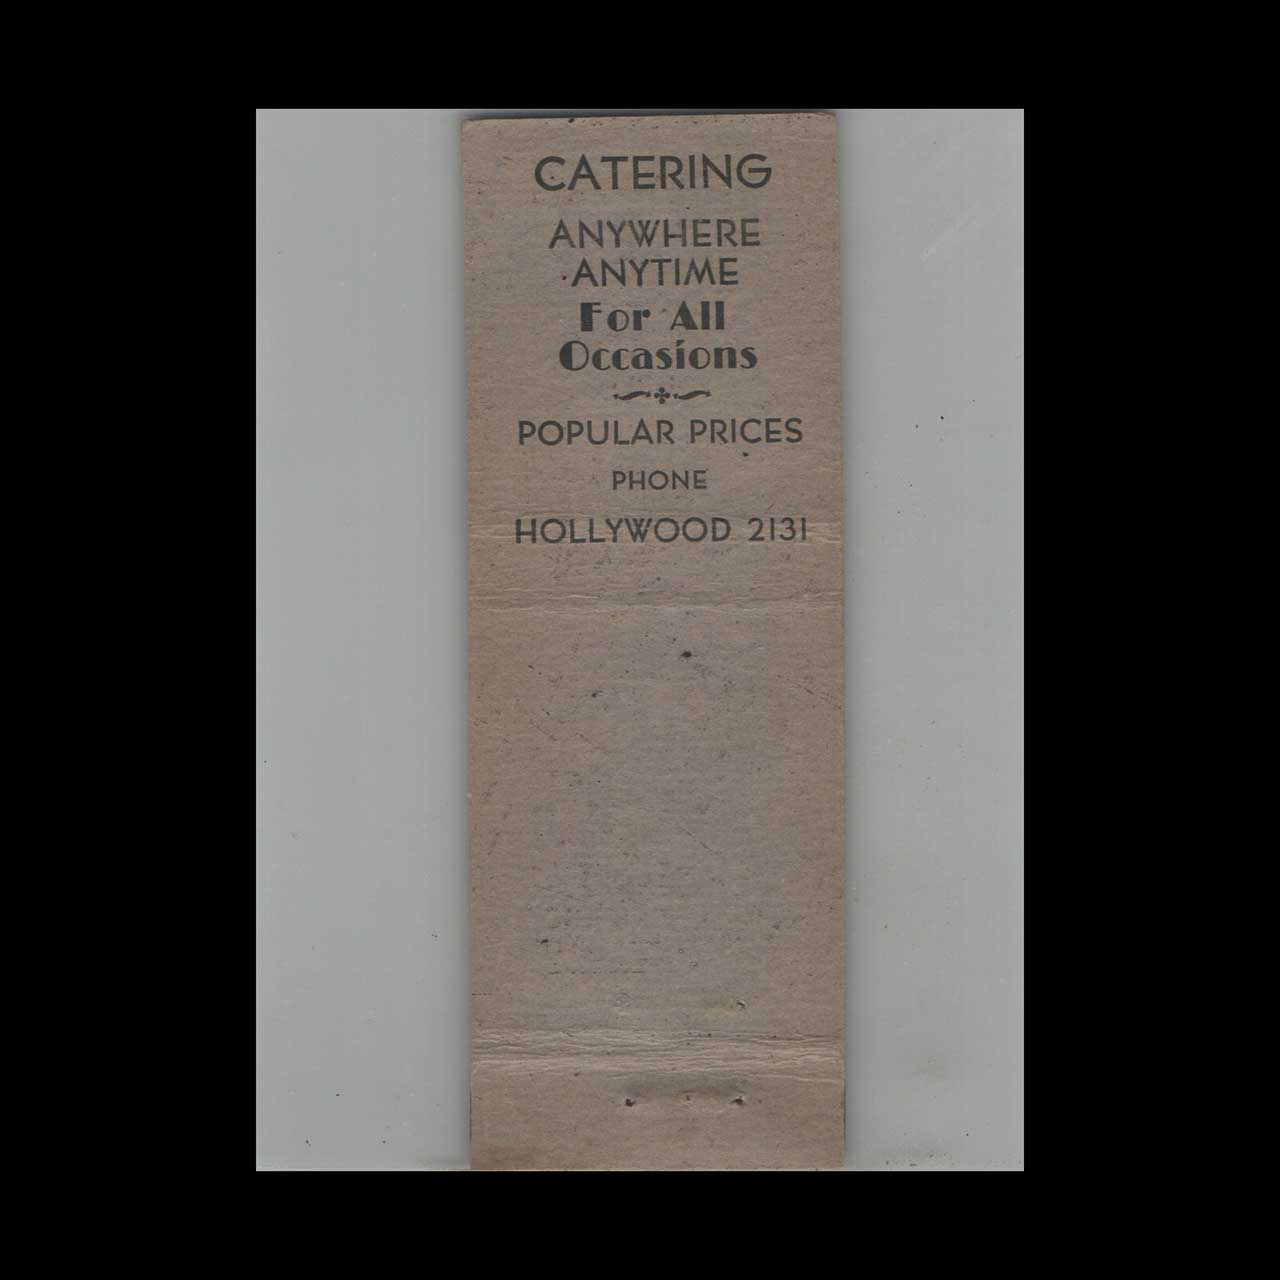 CATERING
ANYWHERE
ANYTIME
For All
Occasions
POPULAR PRICES
PHONE
HOLLYWOOD 2131